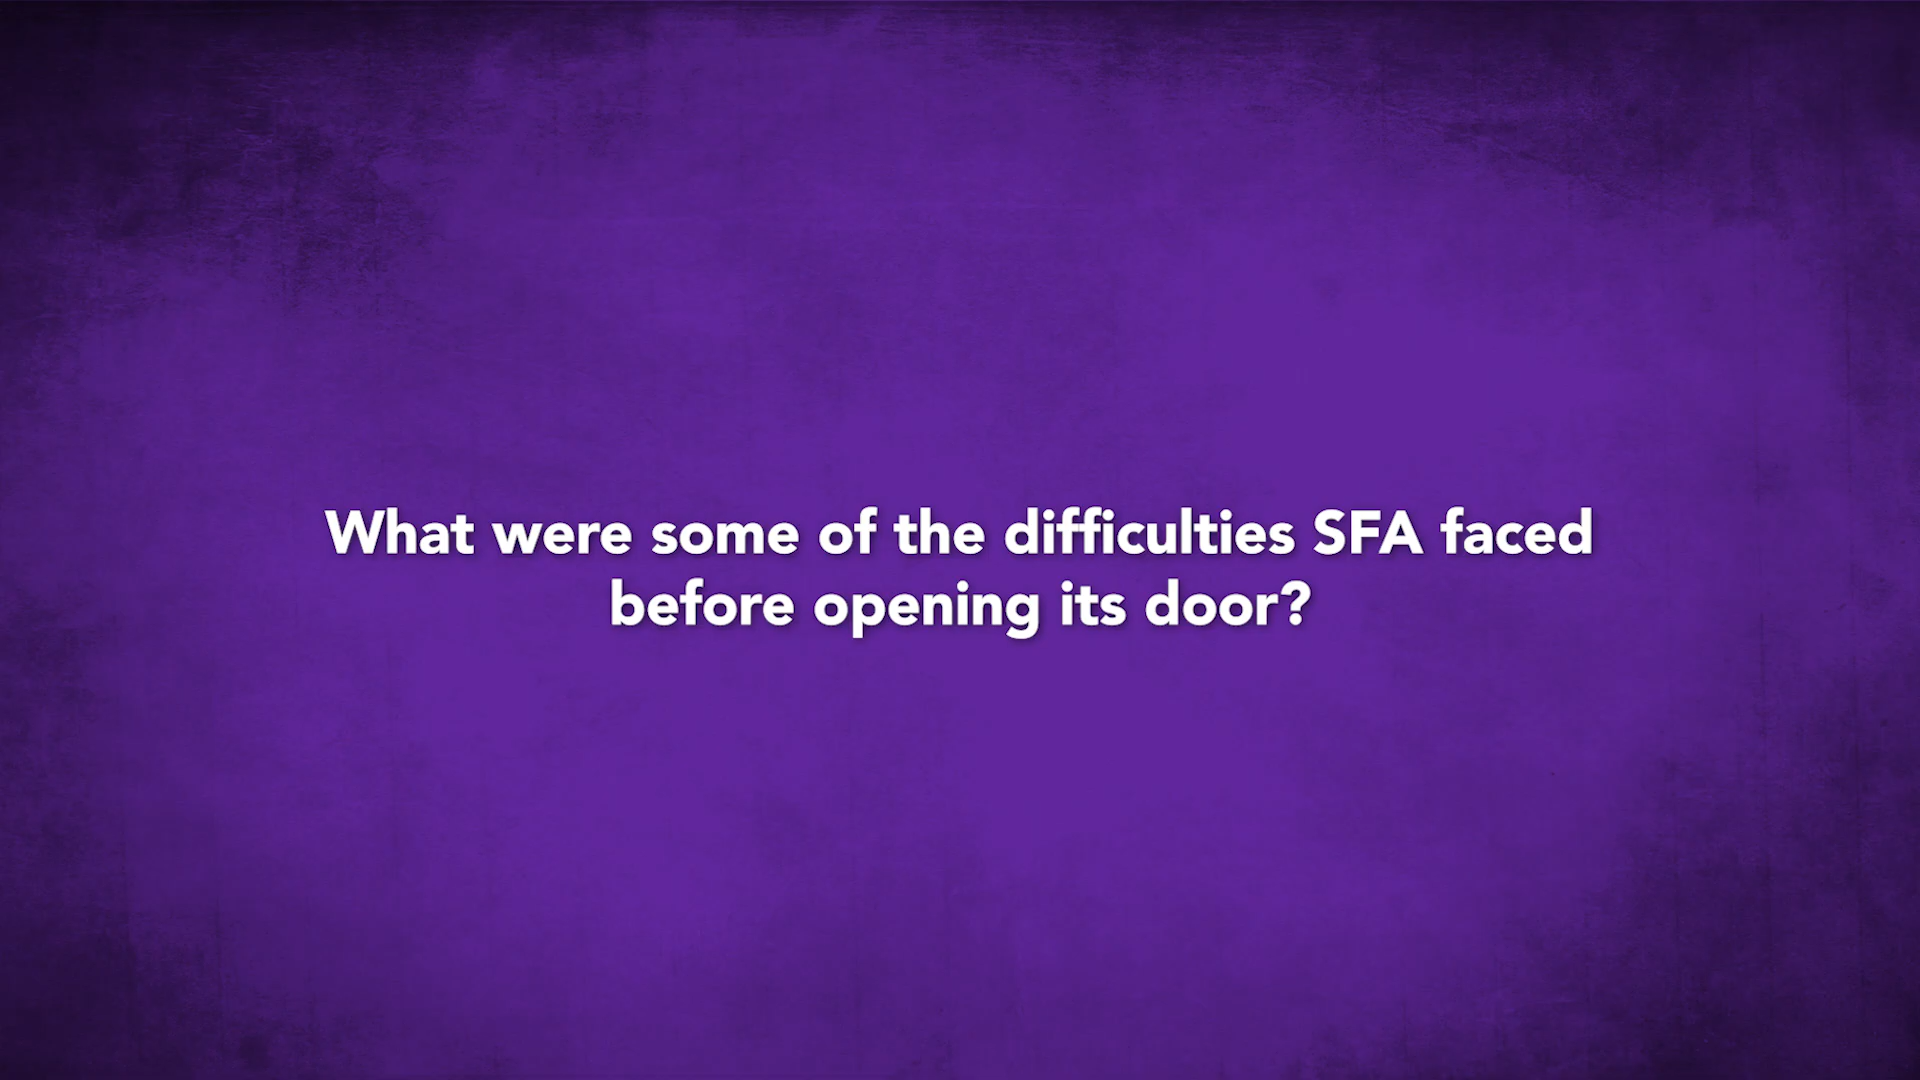 What were some of the difficulties SFA faced
before opening its door?